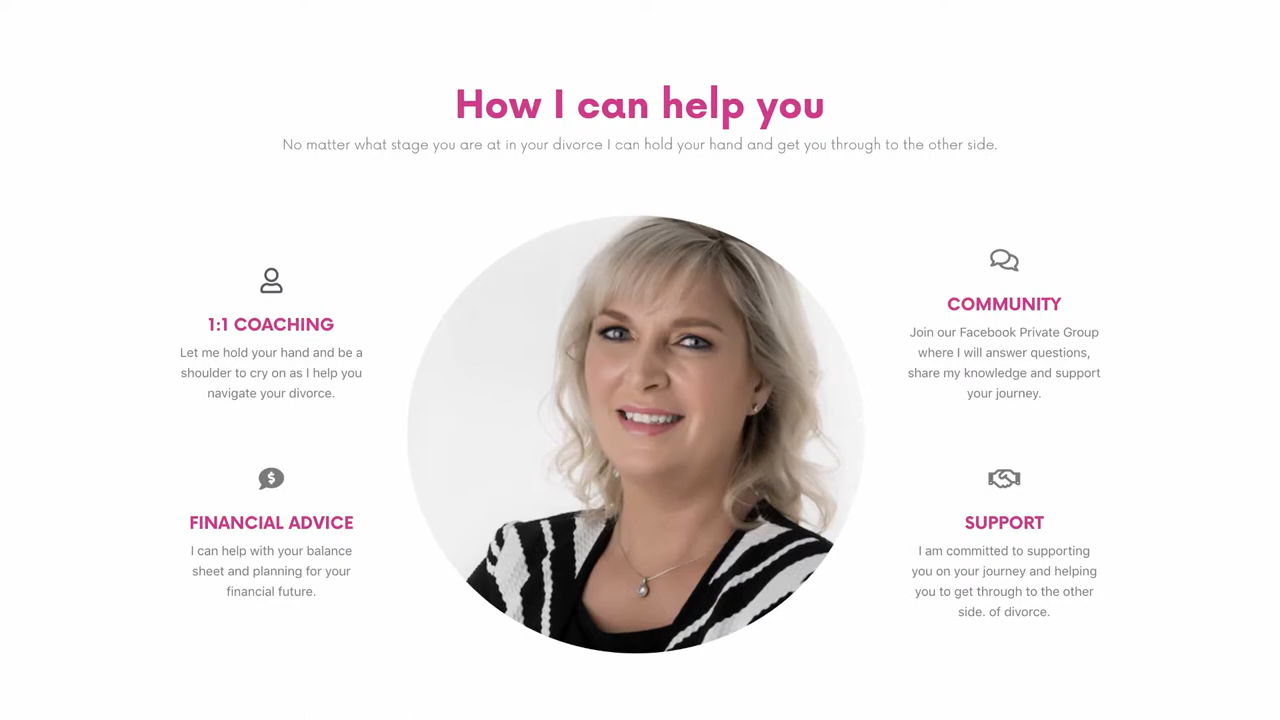 How I can help you
No matter what stage you are at in your divorce I can hold your hand and get you through to the other side.
1:1 COACHING
Let me hold your hand and be a
shoulder to cry on as I help you
navigate your divorce.
FINANCIAL ADVICE
I can help with your balance
sheet and planning for your
financial future.
COMMUNITY
Join our Facebook Private Group
where I will answer questions,
share my knowledge and support
your journey.
SUPPORT
I am committed to supporting
you on your journey and helping
you to get through to the other
side. of divorce.